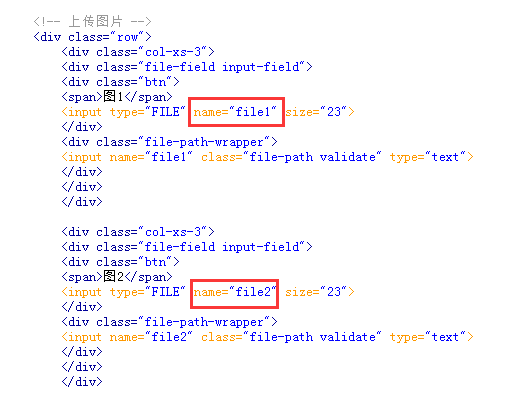 <!-- 上传图片 -->
<div class="row">
<div class="col-xs-3">
<div class="file-field input-field">
<div class="btn">
<span>图1</span>
<input type="FILE" name="file1" size="23">
</div>
<div class="file-path-wrapper">
<input name="file1" class="file-path validate" type="text">
</div>
</div>
</div>
<div class="col-xs-3">
<div class="file-field input-field">
<div class="btn">
<span>图2</span>
<input type="FILE" name="file2" size="23">
</div>
<div class="file-path-wrapper">
<input name="file2" class="file-path validate" type="text">
</div>
</div>
</div>